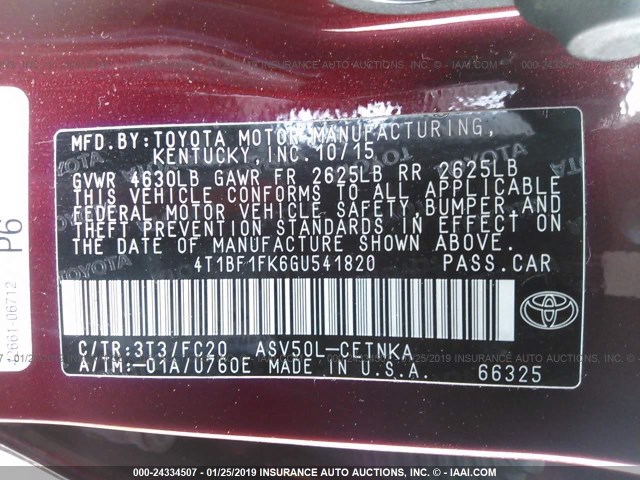 MFD.BY:TOYOTA MOTOR MANUFACTURING,
KENTUCKY, INC. 10/15
GVWR 4630LB GAWR FR 2625LB RR 2625LB
THIS VEHICLE CONFORMS TO ALL APPLICABLE
FEDERAL MOTOR VEHICLE SAFETY,BUMPER,AND
THEFT PREVENTION STANDARDS IN EFFECT ON
THE DATE OF MANUFACTURE SHOWN ABOVE.
4T1BF1FK6GU541820 PASS.CAR
C/TR:3T3/FC20 ASV50L-CETNKA
A/TM:-01A/U760E MADE IN U.S.A. 66325
P6
661-06712
000-24334507 - 01/25/2019 INSURANCE AUTO AUCTIONS, INC. - © IAAI.COM